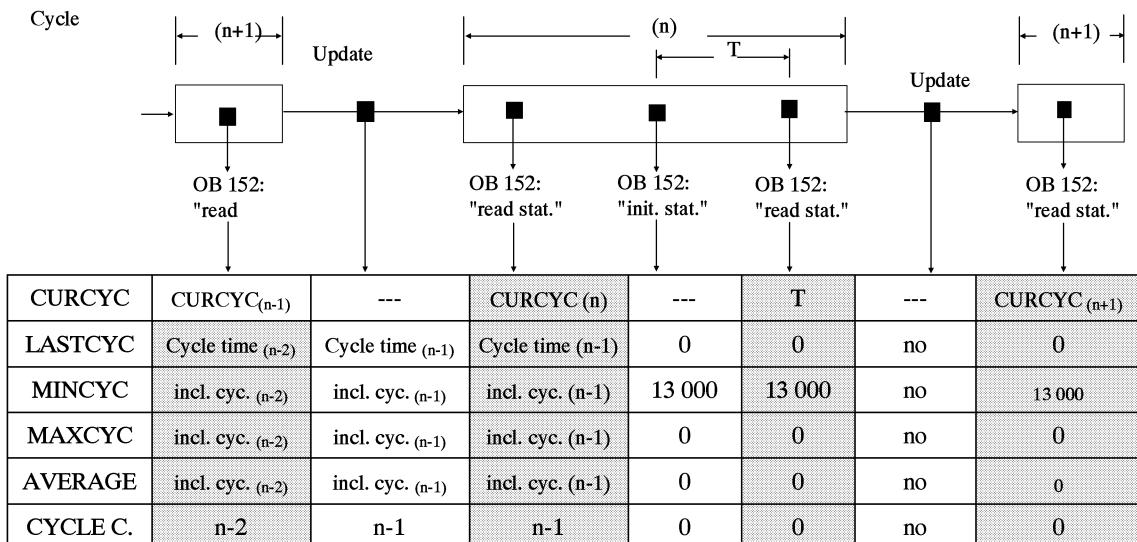 Cycle
(n+1)
(n)
(n+1)
Update
T
Update
OB 152:
"read
OB 152:
"read stat."
OB 152:
"init. stat."
OB 152:
"read stat."
OB 152:
"read stat."
CURCYC CURCYC(n-1) --- CURCYC (n) --- T --- CURCYC (n+1)
LASTCYC Cycle time (n-2) Cycle time (n-1) Cycle time (n-1) 0 0 no 0
MINCYC incl. cyc. (n-2) incl. cyc. (n-1) incl. cyc. (n-1) 13 000 13 000 no 13 000
MAXCYC incl. cyc. (n-2) incl. cyc. (n-1) incl. cyc. (n-1) 0 0 no 0
AVERAGE incl. cyc. (n-2) incl. cyc. (n-1) incl. cyc. (n-1) 0 0 no 0
CYCLE C. n-2 n-1 n-1 0 0 no 0